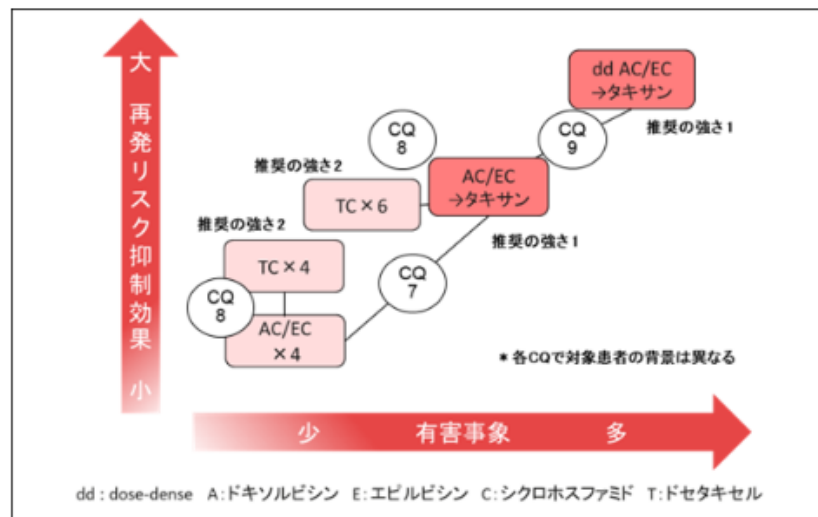 大 再発リスク抑制効果 小
dd AC/EC
→タキサン
推奨の強さ1
CQ
9
CQ
8
推奨の強さ2
AC/EC
→タキサン
推奨の強さ1
TC×6
推奨の強さ2
TC×4
CQ
7
CQ
8
AC/EC
×4
*各CQで対象患者の背景は異なる
少 有害事象 多
dd : dose-dense A:ドキソルビシン E:エピルビシン C:シクロホスファミド T:ドセタキセル